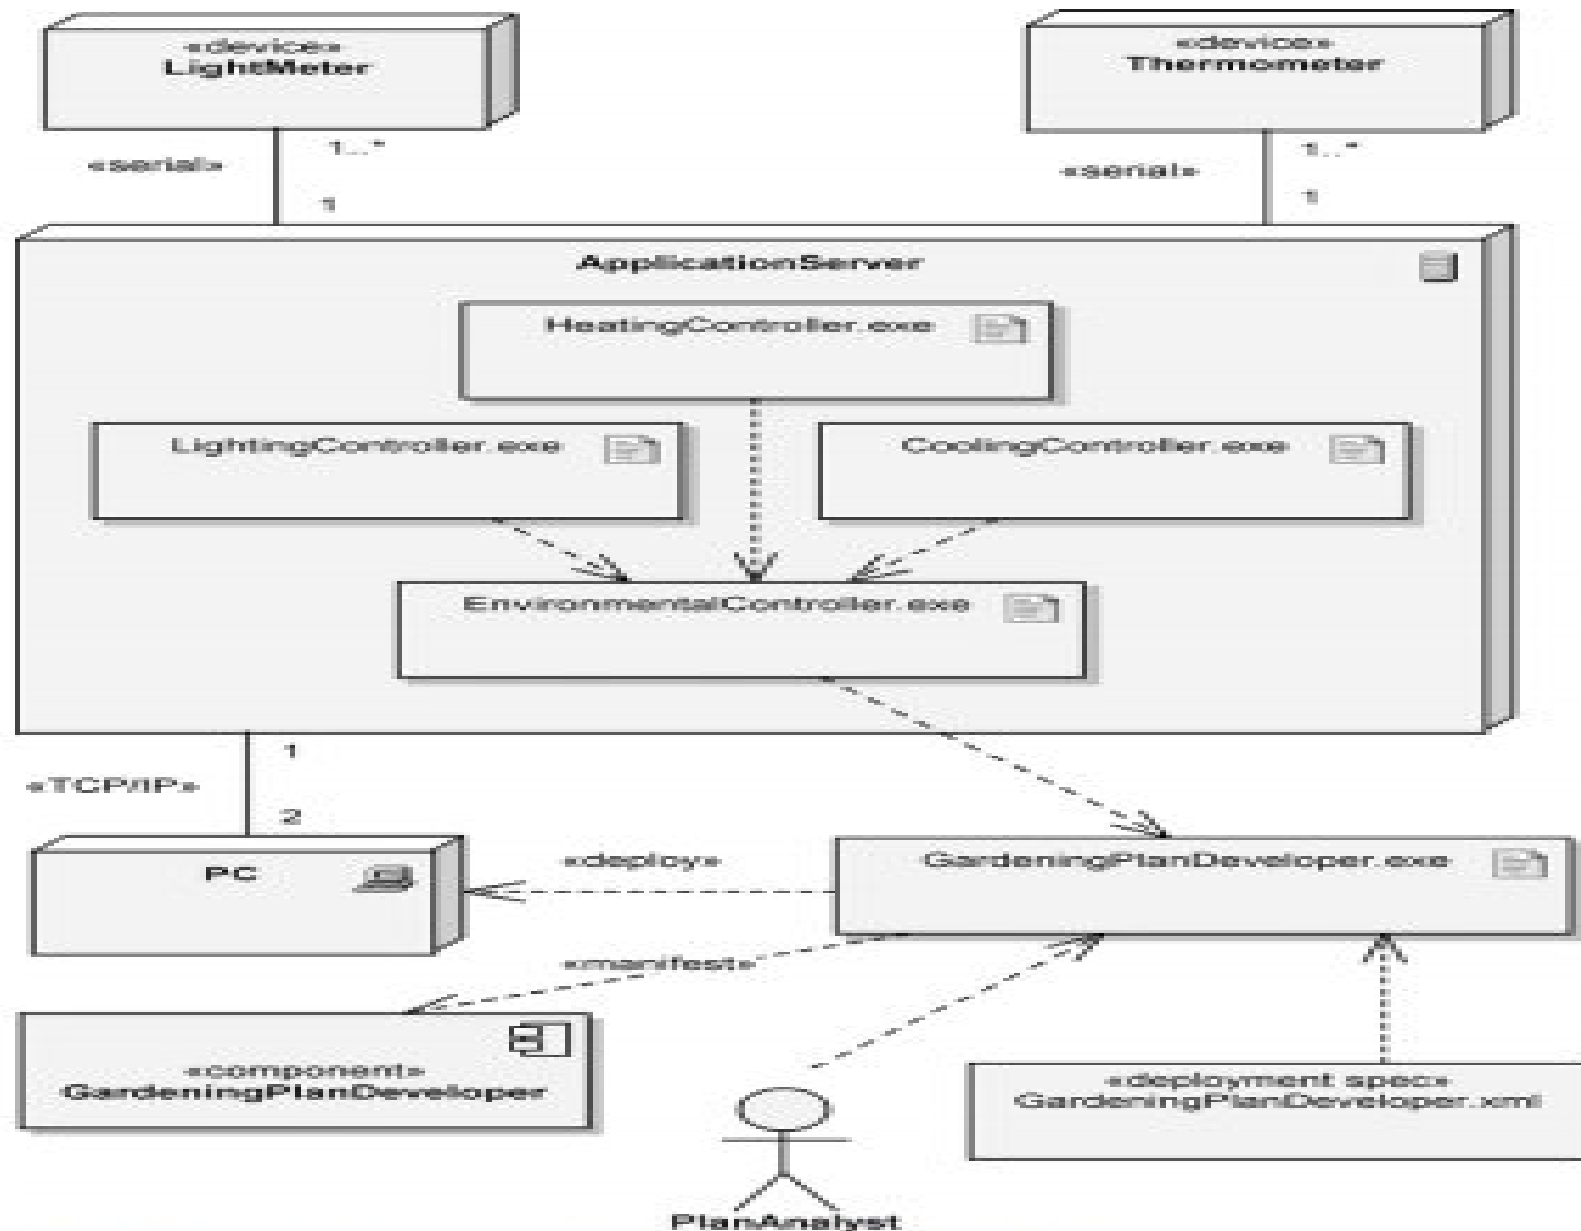 «device»
LightMeter
«device»
Thermometer
«serial»
1..*
1
«serial»
1..*
1
ApplicationServer
HeatingController.exe
LightingController.exe
CoolingController.exe
EnvironmentalController.exe
1
«TCP/IP»
2
PC
«deploy»
GardeningPlanDeveloper.exe
«manifest»
«component»
GardeningPlanDeveloper
«deployment spec»
GardeningPlanDeveloper.xml
PlanAnalyst